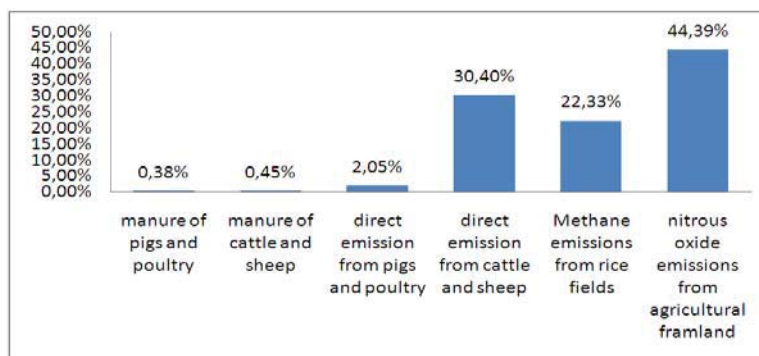 50,00%
45,00%
40,00%
35,00%
30,00%
25,00%
20,00%
15,00%
10,00%
5,00%
0,00%
0,38%
0,45%
2,05%
30,40%
22,33%
44,39%
manure of
pigs and
poultry
manure of
cattle and
sheep
direct
emission
from pigs
and poultry
direct
emission
from cattle
and sheep
Methane
emissions
from rice
fields
nitrous
oxide
emissions
from
agricultural
framland